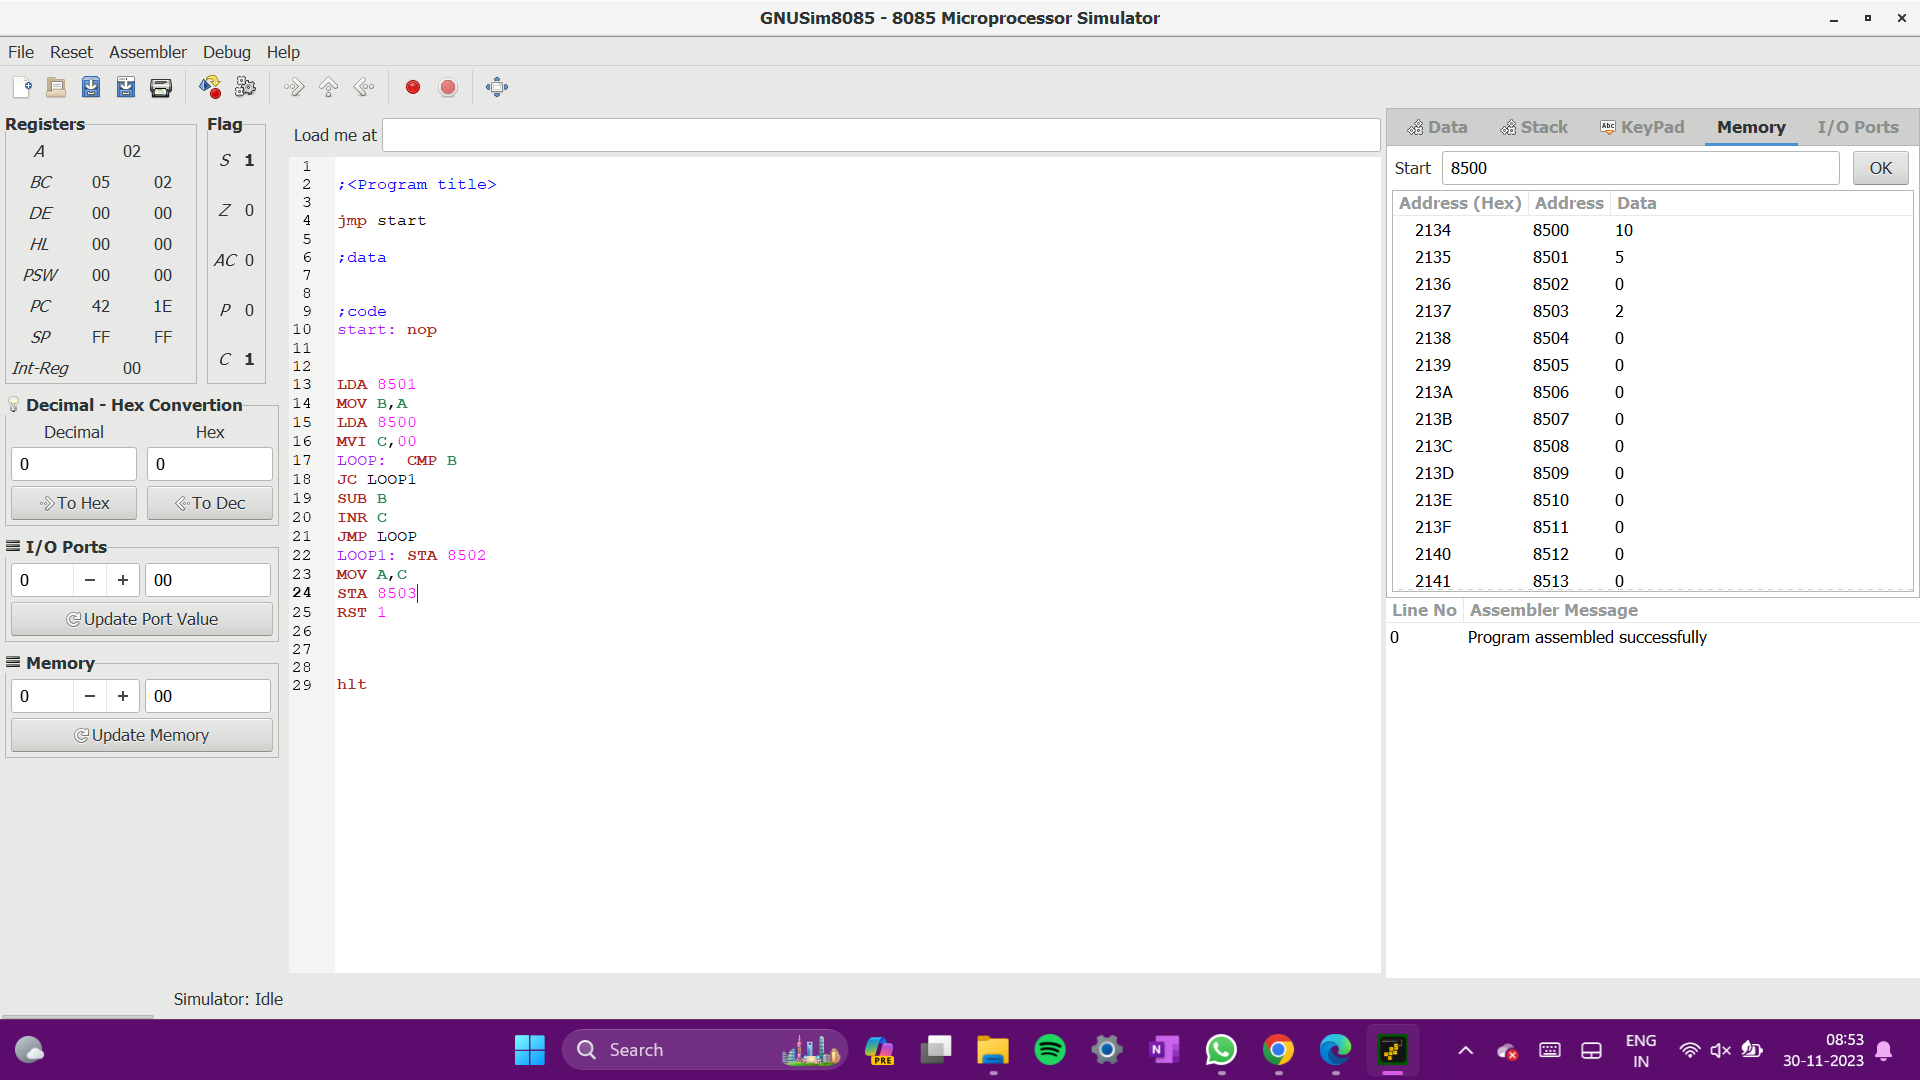 GNUSim8085 - 8085 Microprocessor Simulator
File Reset Assembler Debug Help
Registers
A 02
BC 05 02
DE 00 00
HL 00 00
PSW 00 00
PC 42 1E
SP FF FF
Int-Reg 00
Flag
S 1
Z 0
AC 0
P 0
C 1
Decimal - Hex Convertion
Decimal Hex
0 0
To Hex To Dec
I/O Ports
0 − + 00
Update Port Value
Memory
0 − + 00
Update Memory
Load me at
1
2 ;<Program title>
3
4 jmp start
5
6 ;data
7
8
9 ;code
10 start: nop
11
12
13 LDA 8501
14 MOV B,A
15 LDA 8500
16 MVI C,00
17 LOOP: CMP B
18 JC LOOP1
19 SUB B
20 INR C
21 JMP LOOP
22 LOOP1: STA 8502
23 MOV A,C
24 STA 8503
25 RST 1
26
27
28
29 hlt
Data Stack Abc KeyPad Memory I/O Ports
Start 8500 OK
Address (Hex) Address Data
2134 8500 10
2135 8501 5
2136 8502 0
2137 8503 2
2138 8504 0
2139 8505 0
213A 8506 0
213B 8507 0
213C 8508 0
213D 8509 0
213E 8510 0
213F 8511 0
2140 8512 0
2141 8513 0
Line No Assembler Message
0 Program assembled successfully
Simulator: Idle
Search
PRE
N
ENG
IN
08:53
30-11-2023